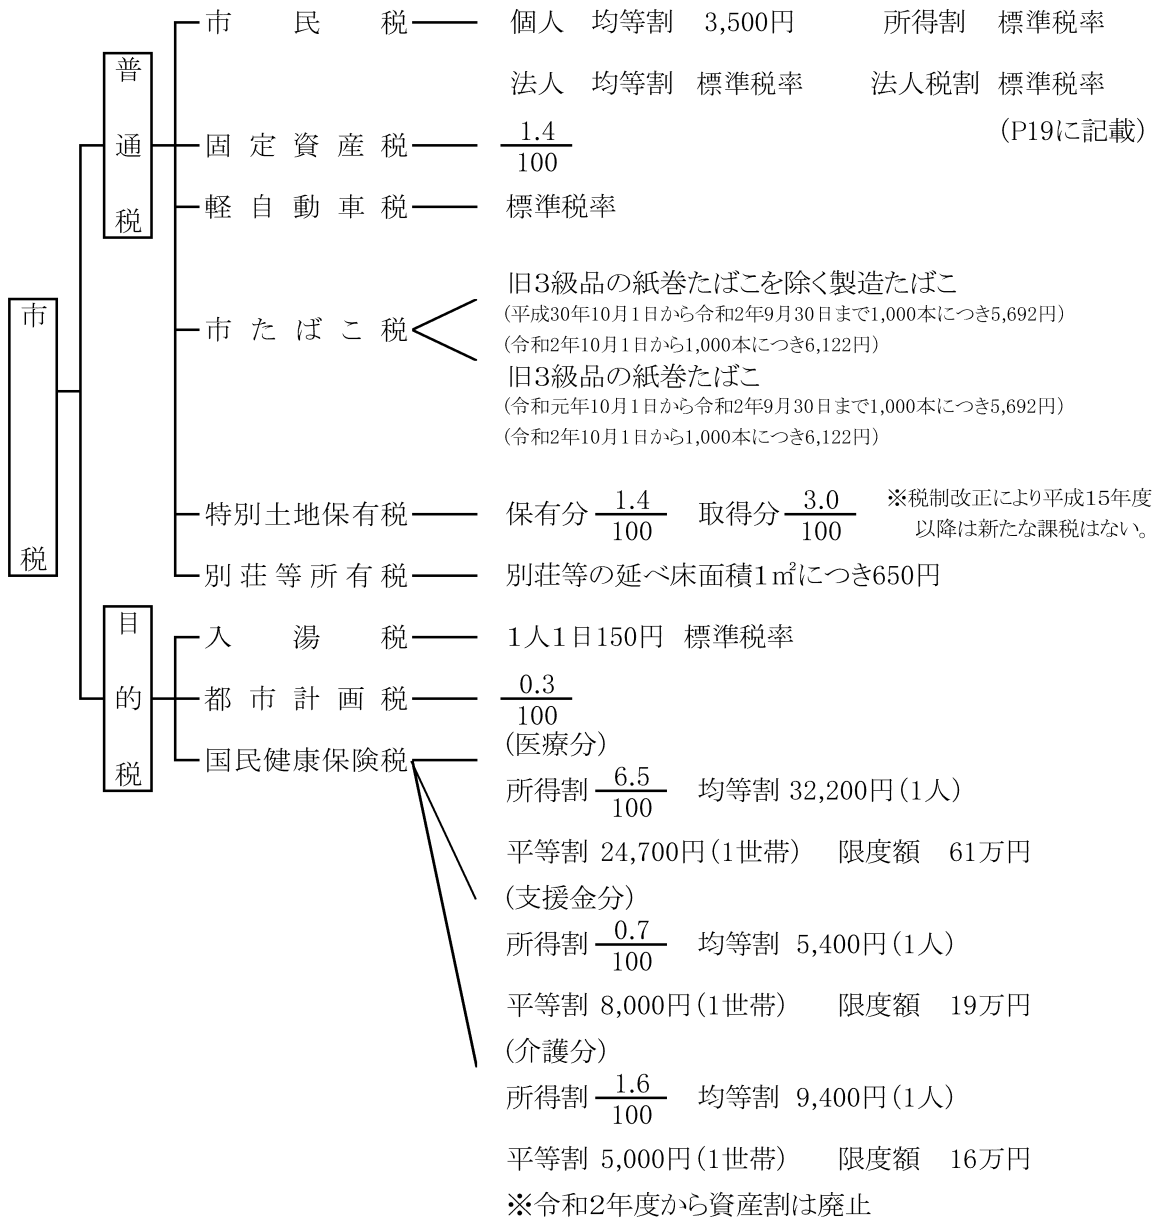 市税
普通税
市民税 個人 均等割 3,500円 所得割 標準税率
法人 均等割 標準税率 法人税割 標準税率
(P19に記載)
固定資産税 1.4/100
軽自動車税 標準税率
市たばこ税
旧3級品の紙巻たばこを除く製造たばこ
(平成30年10月1日から令和2年9月30日まで1,000本につき5,692円)
(令和2年10月1日から1,000本につき6,122円)
旧3級品の紙巻たばこ
(令和元年10月1日から令和2年9月30日まで1,000本につき5,692円)
(令和2年10月1日から1,000本につき6,122円)
特別土地保有税 保有分 1.4/100 取得分 3.0/100 ※税制改正により平成15年度
以降は新たな課税はない。
別荘等所有税 別荘等の延べ床面積1㎡につき650円
目的税
入湯税 1人1日150円 標準税率
都市計画税 0.3/100
国民健康保険税
(医療分)
所得割 6.5/100 均等割 32,200円(1人)
平等割 24,700円(1世帯) 限度額 61万円
(支援金分)
所得割 0.7/100 均等割 5,400円(1人)
平等割 8,000円(1世帯) 限度額 19万円
(介護分)
所得割 1.6/100 均等割 9,400円(1人)
平等割 5,000円(1世帯) 限度額 16万円
※令和2年度から資産割は廃止